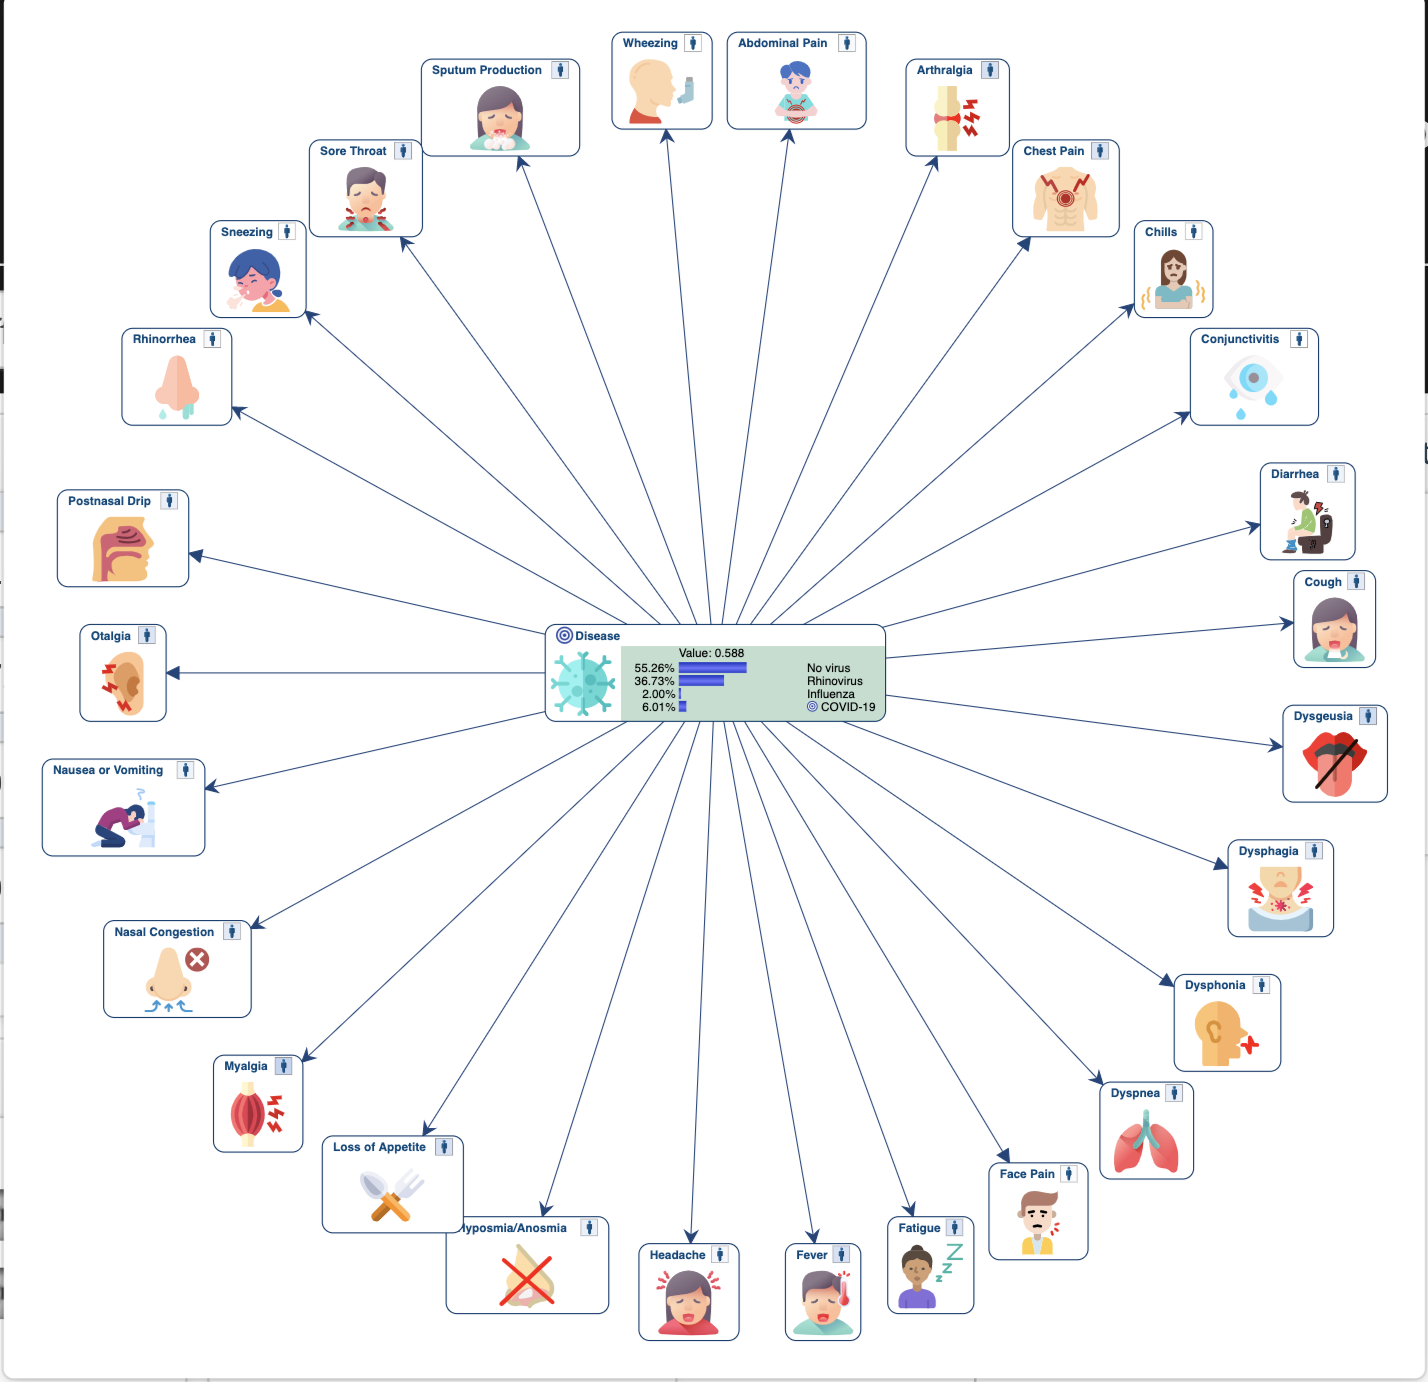 Wheezing
Abdominal Pain
Sputum Production
Arthralgia
Sore Throat
Chest Pain
Sneezing
Chills
Rhinorrhea
Conjunctivitis
Diarrhea
Postnasal Drip
Cough
Otalgia
Disease
Value: 0.588
55.26% No virus
36.73% Rhinovirus
2.00% Influenza
6.01% COVID-19
Dysgeusia
Nausea or Vomiting
Dysphagia
Nasal Congestion
Dysphonia
Myalgia
Dyspnea
Loss of Appetite
Face Pain
yposmia/Anosmia
Fatigue
Headache
Fever